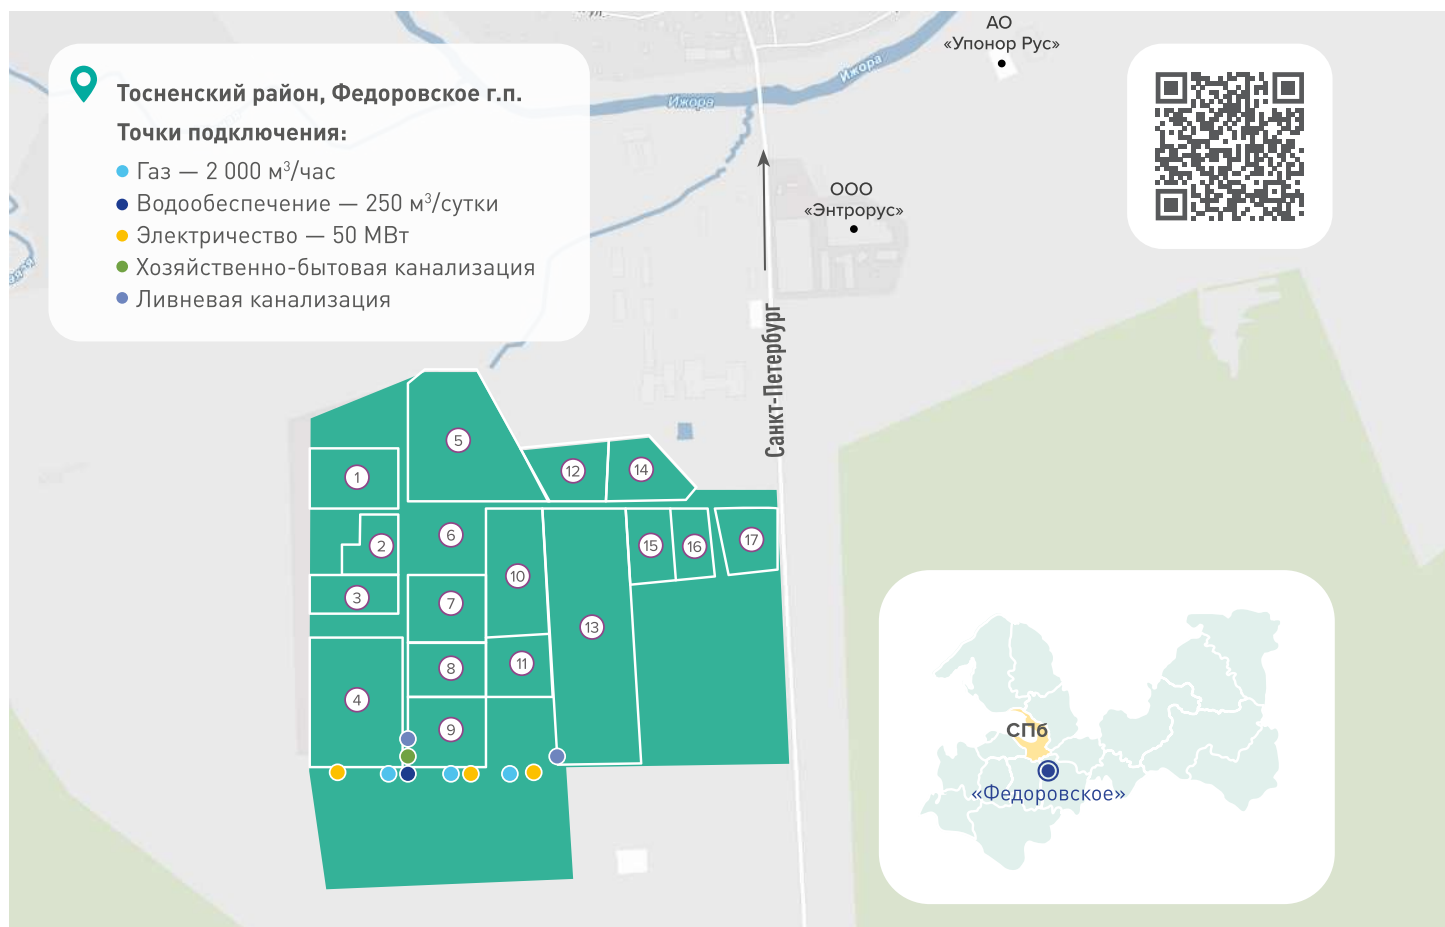 АО
«Упонор Рус»
Ижора
Ижора
Тосненский район, Федоровское г.п.
Точки подключения:
Газ — 2 000 м³/час
Водообеспечение — 250 м³/сутки
Электричество — 50 МВт
Хозяйственно-бытовая канализация
Ливневая канализация
ООО
«Энтрорус»
Санкт-Петербург
5
12
14
1
6
2
15
16
17
10
3
7
13
8
11
4
9
СПб
«Федоровское»